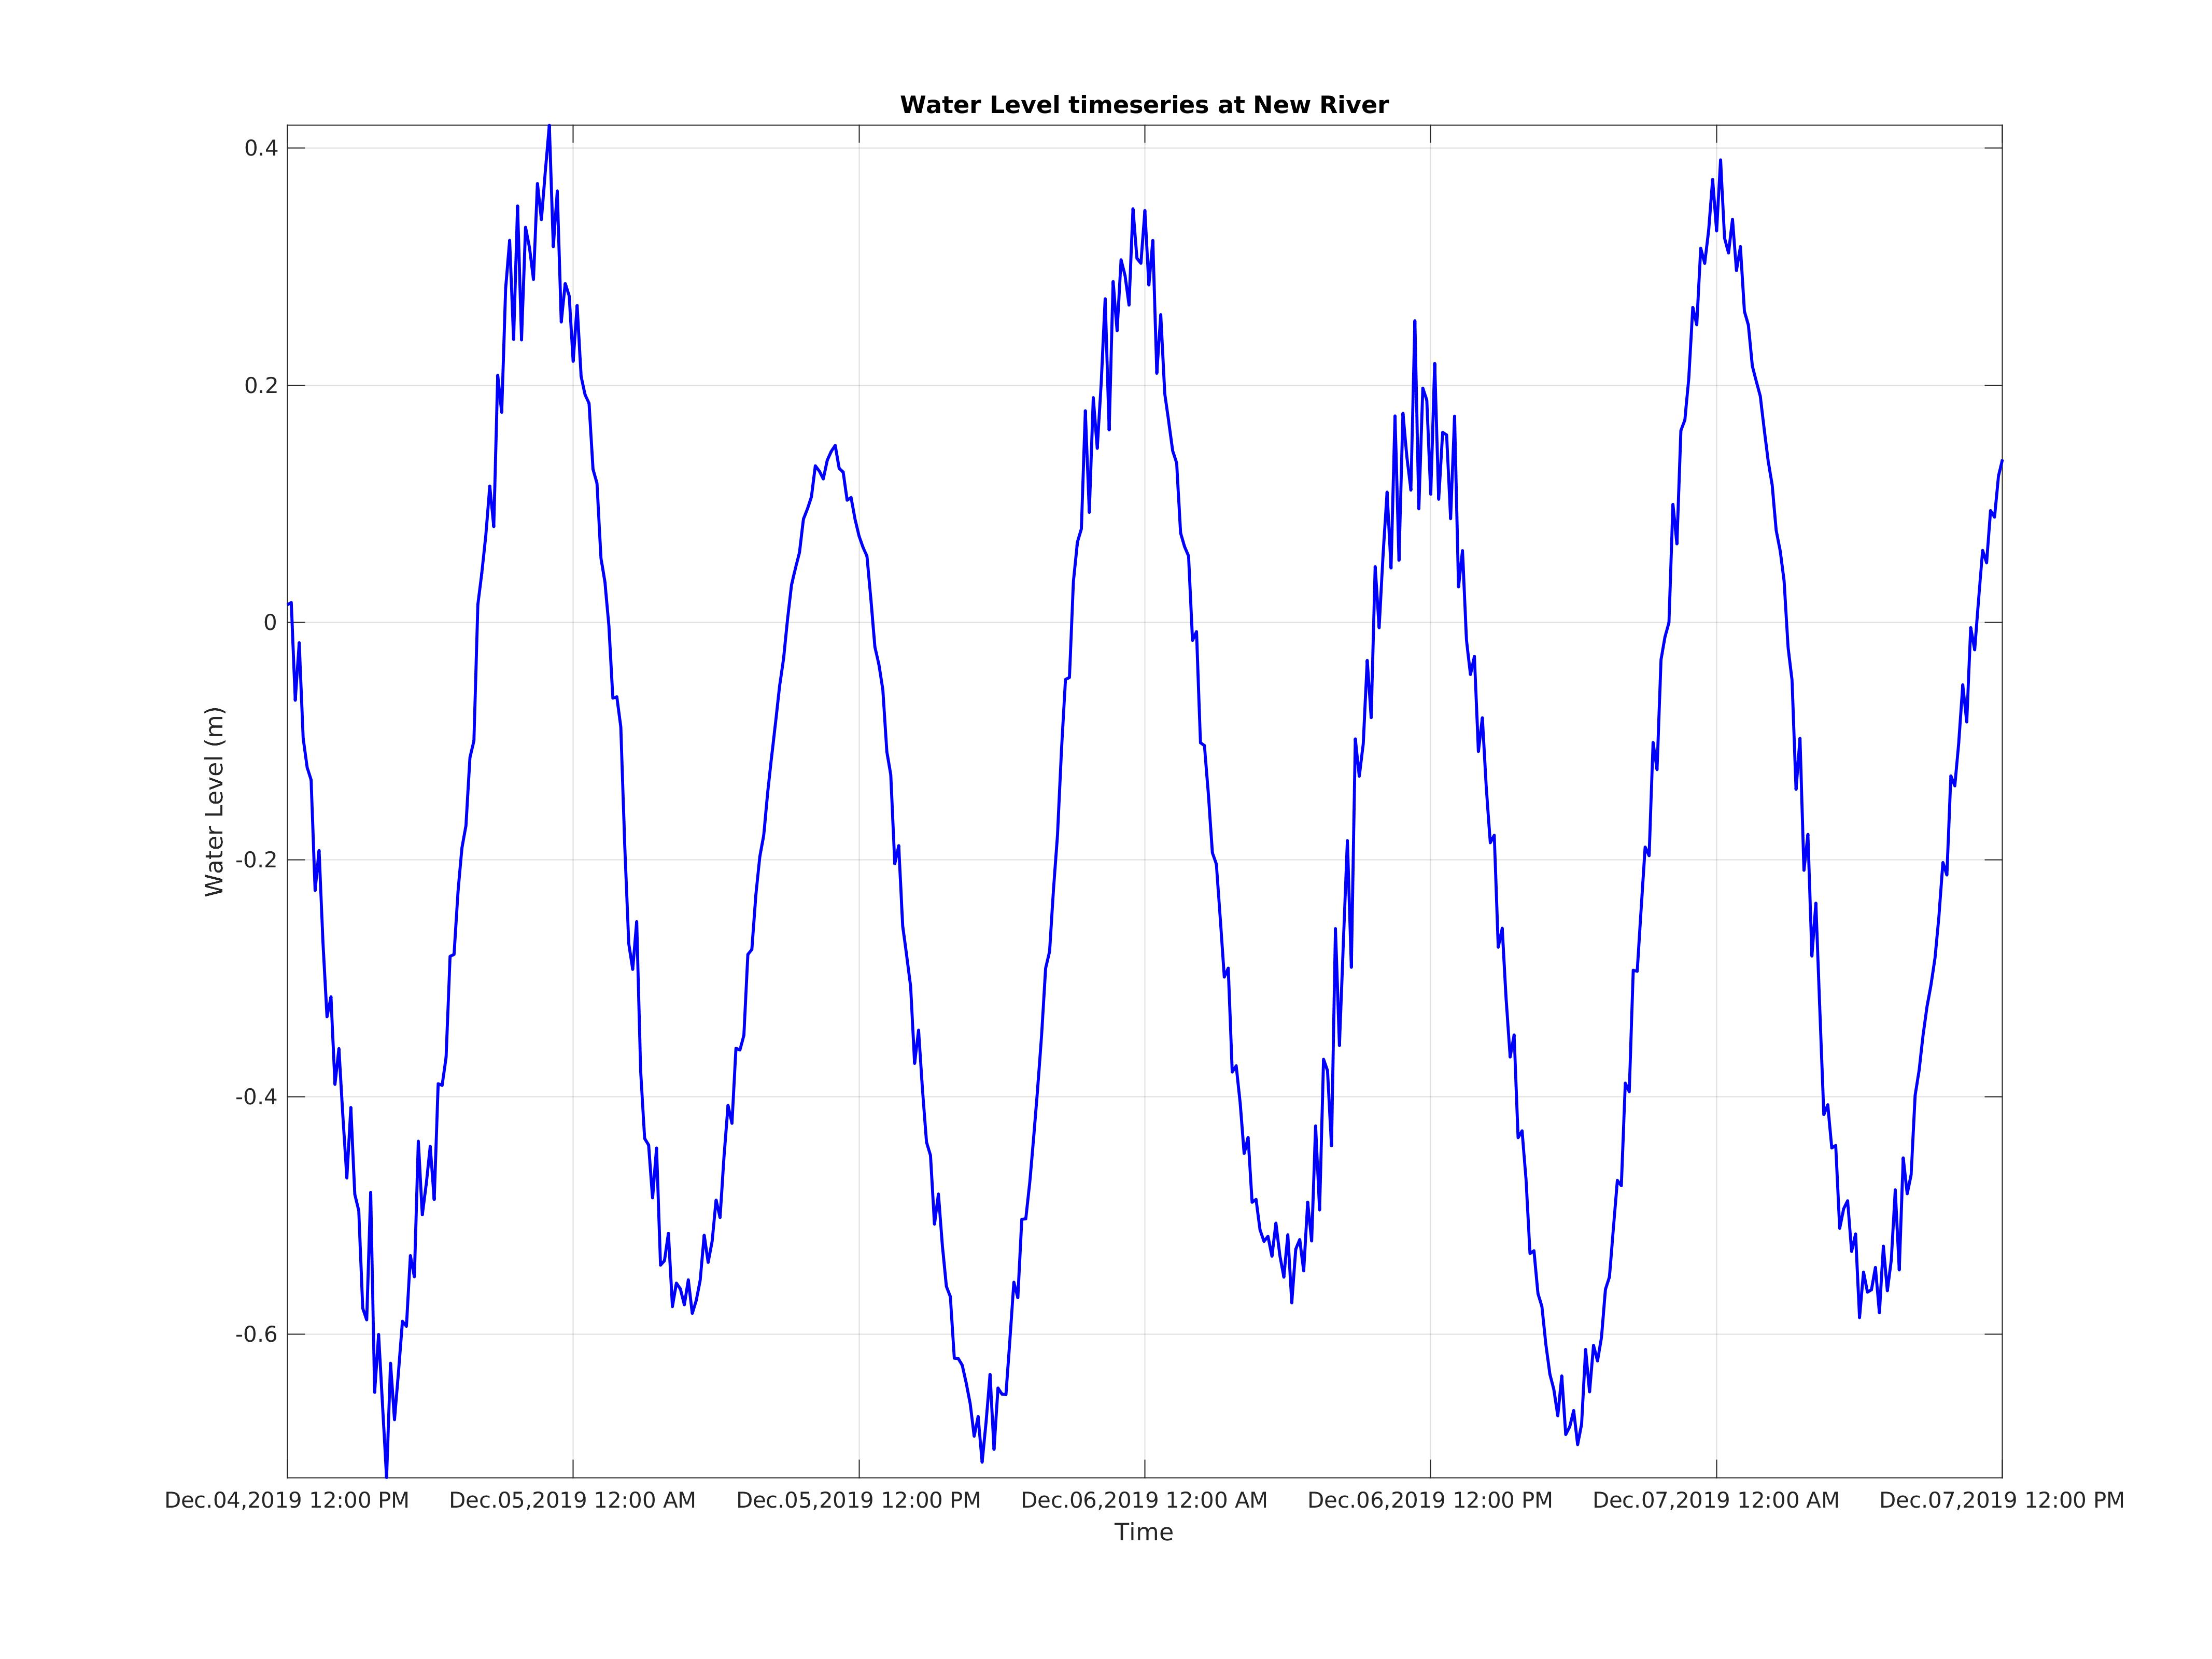 Water Level timeseries at New River
0.4
0.2
0
-0.2
-0.4
-0.6
Water Level (m)
Dec.04,2019 12:00 PM
Dec.05,2019 12:00 AM
Dec.05,2019 12:00 PM
Dec.06,2019 12:00 AM
Dec.06,2019 12:00 PM
Dec.07,2019 12:00 AM
Dec.07,2019 12:00 PM
Time